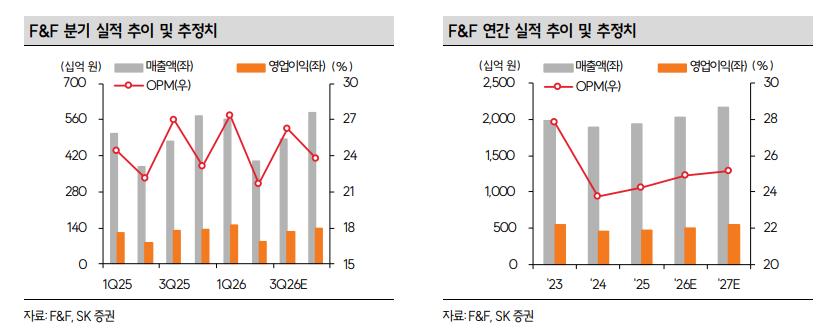 F&F 분기 실적 추이 및 추정치
(십억 원) 매출액(좌) 영업이익(좌) (%)
OPM(우)
700
560
420
280
140
0
30
27
24
21
18
15
1Q25 3Q25 1Q26 3Q26E
자료: F&F, SK 증권
F&F 연간 실적 추이 및 추정치
(십억 원) 매출액(좌) 영업이익(좌) (%)
OPM(우)
2,500
2,000
1,500
1,000
500
0
30
28
26
24
22
20
'23 '24 '25 '26E '27E
자료: F&F, SK 증권